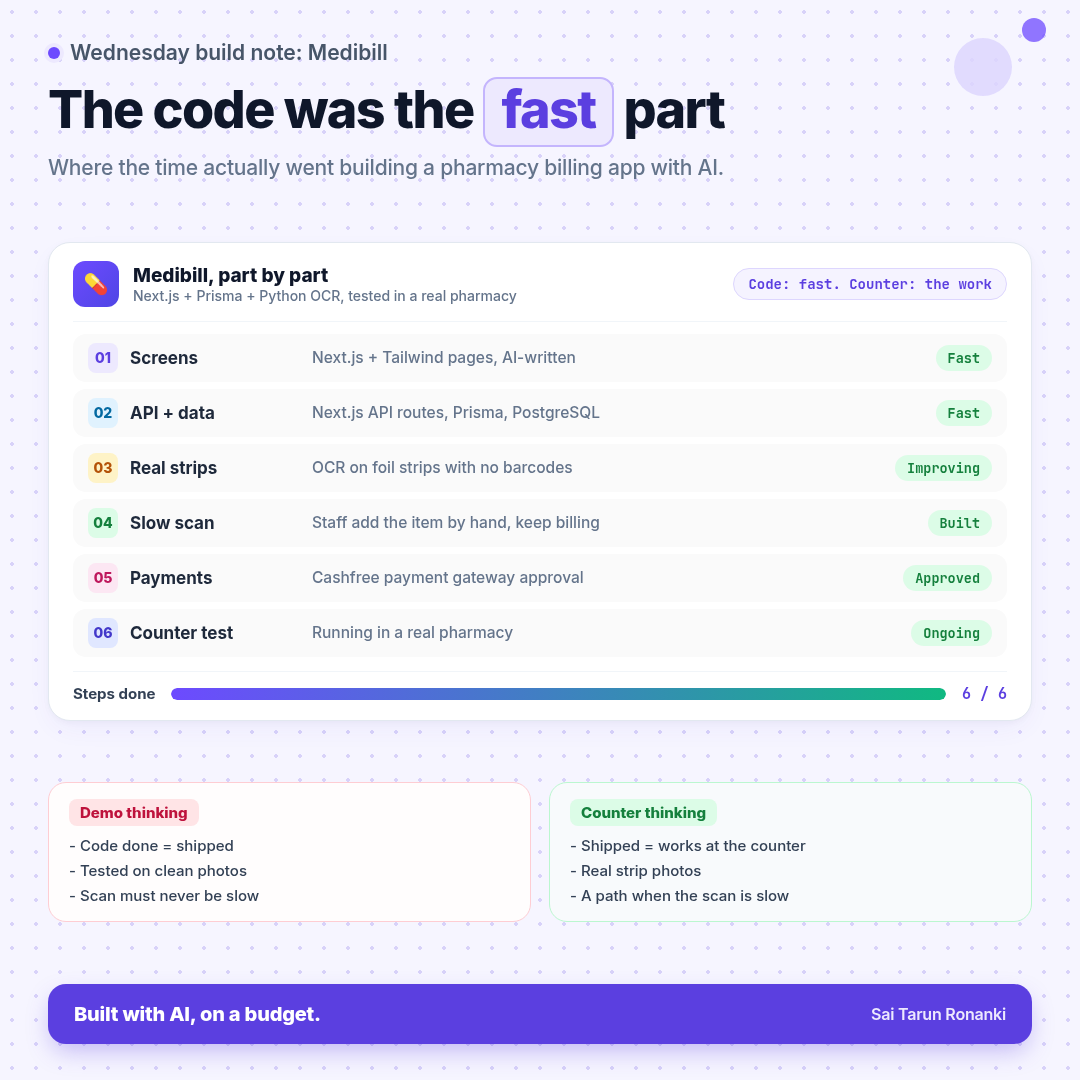 Wednesday build note: Medibill
The code was the fast part
Where the time actually went building a pharmacy billing app with AI.
Medibill, part by part
Next.js + Prisma + Python OCR, tested in a real pharmacy
Code: fast. Counter: the work
01 Screens Next.js + Tailwind pages, AI-written Fast
02 API + data Next.js API routes, Prisma, PostgreSQL Fast
03 Real strips OCR on foil strips with no barcodes Improving
04 Slow scan Staff add the item by hand, keep billing Built
05 Payments Cashfree payment gateway approval Approved
06 Counter test Running in a real pharmacy Ongoing
Steps done 6 / 6
Demo thinking
- Code done = shipped
- Tested on clean photos
- Scan must never be slow
Counter thinking
- Shipped = works at the counter
- Real strip photos
- A path when the scan is slow
Built with AI, on a budget.
Sai Tarun Ronanki